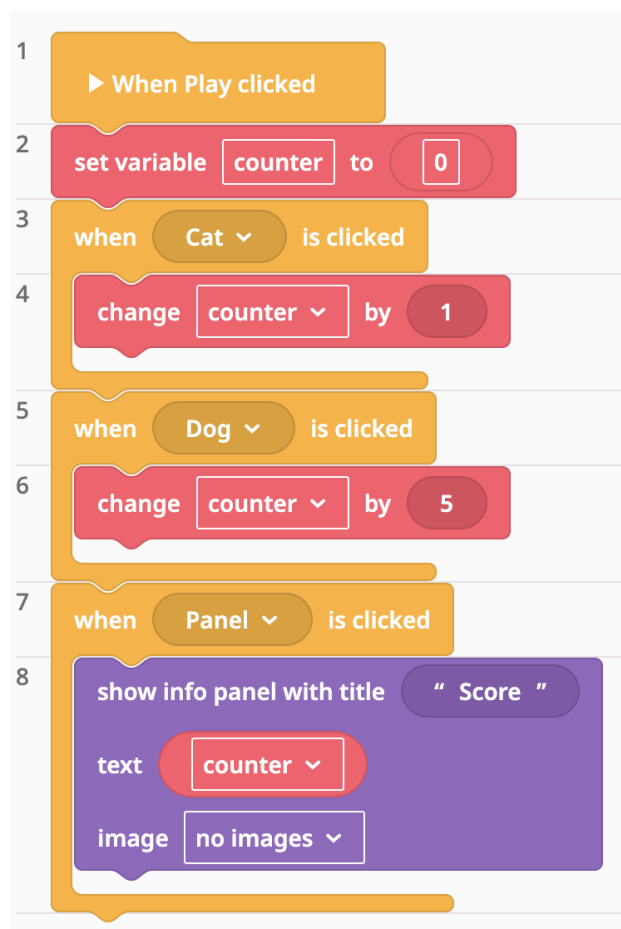 1
When Play clicked
2
set variable counter to 0
3
when Cat is clicked
4
change counter by 1
5
when Dog is clicked
6
change counter by 5
7
when Panel is clicked
8
show info panel with title “ Score ”
text counter
image no images